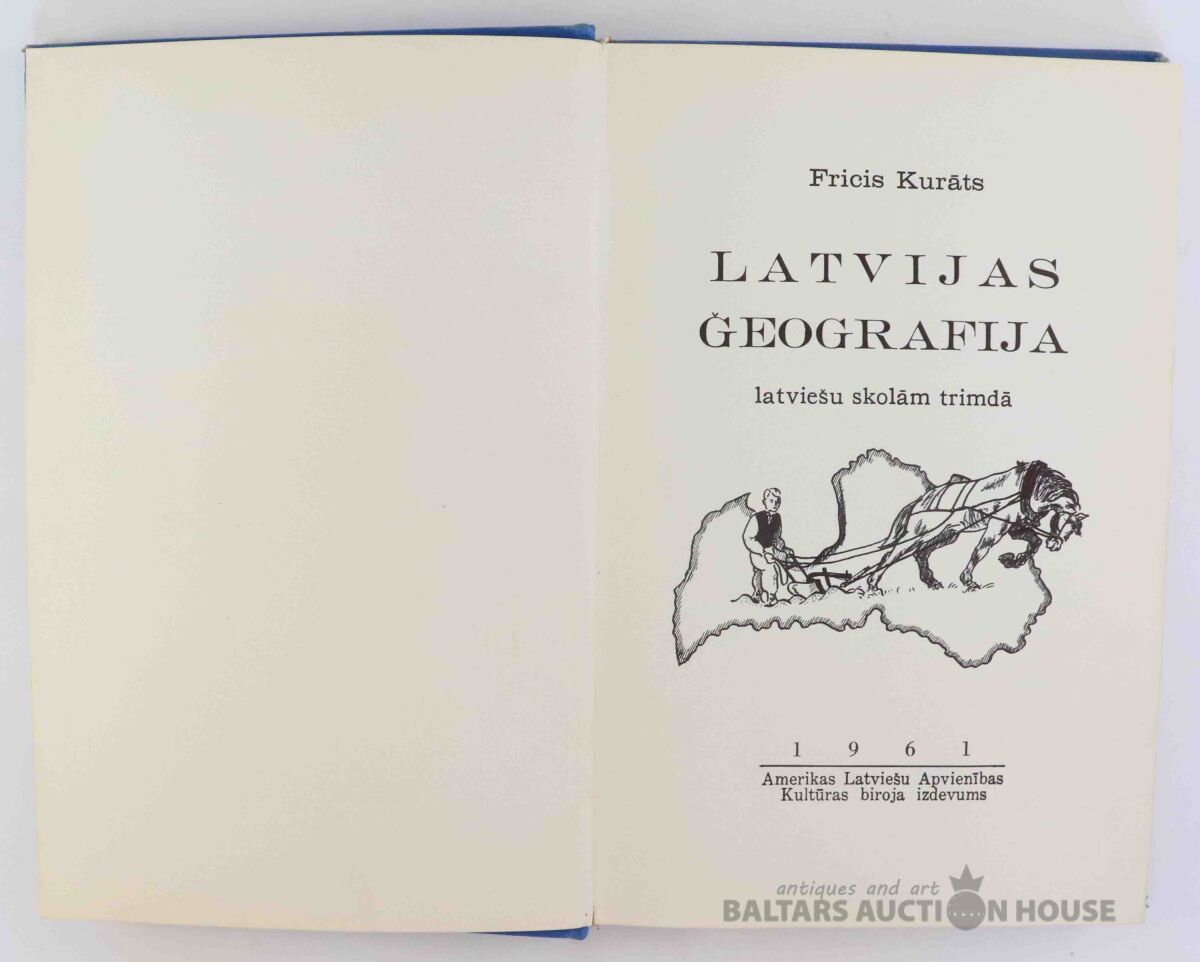 Fricis Kurāts
LATVIJAS
ĢEOGRAFIJA
latviešu skolām trimdā
1961
Amerikas Latviešu Apvienības
Kultūras biroja izdevums
antiques and art
BALTARS AUCTION HOUSE